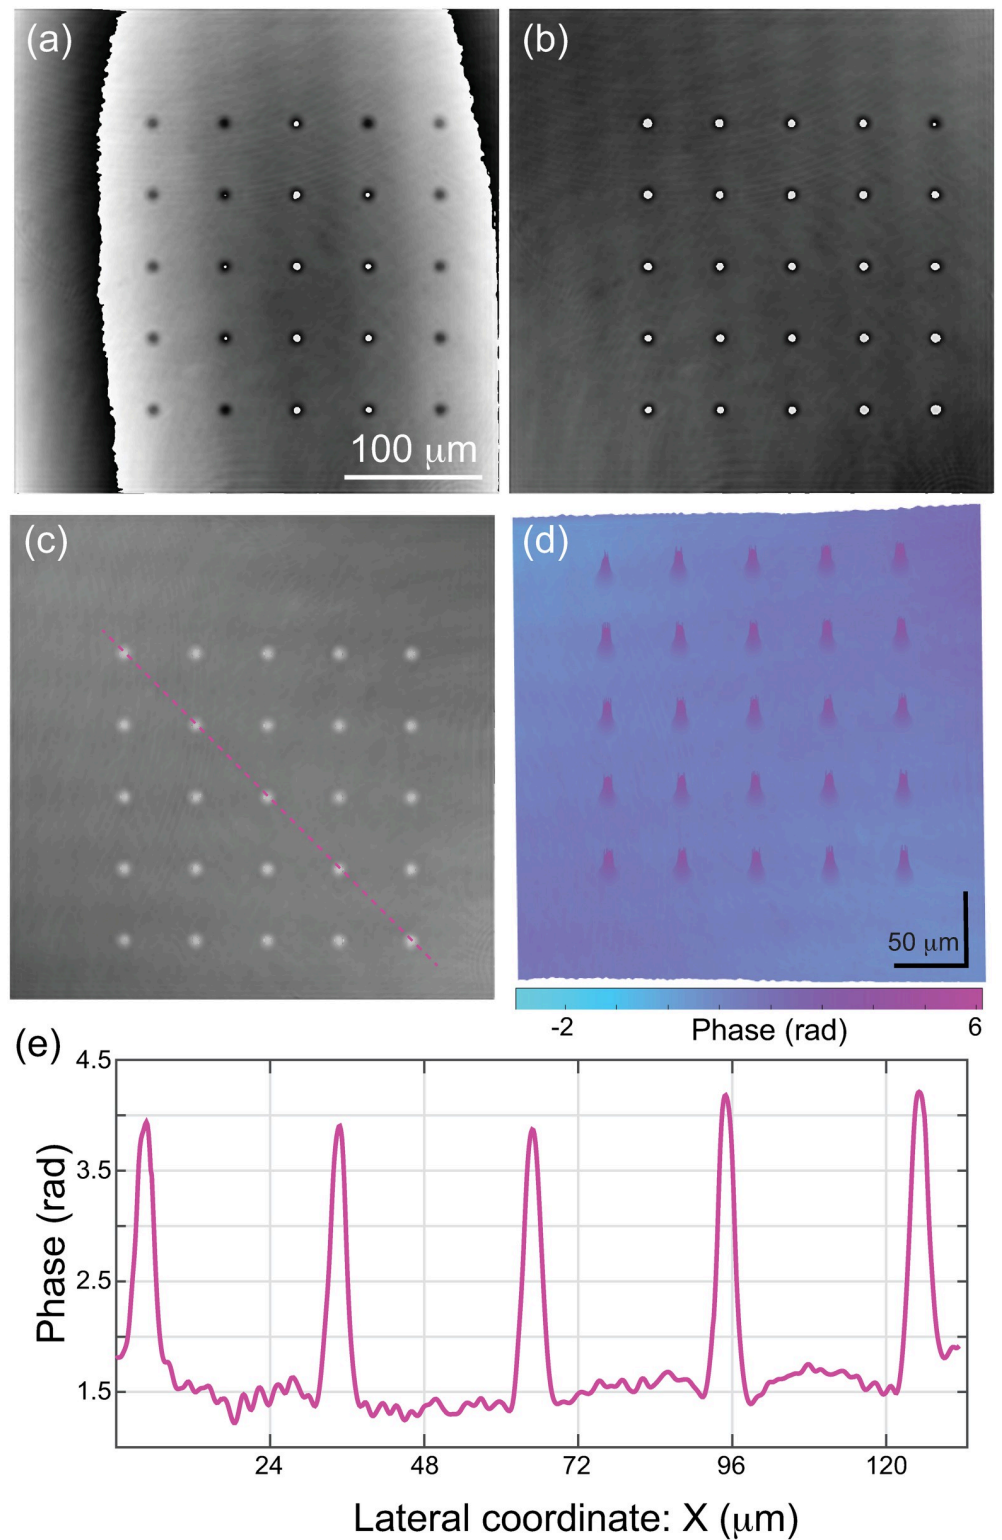 (a)
(b)
100 μm
(c)
(d)
50 μm
-2
Phase (rad)
6
(e)
4.5
3.5
2.5
1.5
Phase (rad)
24
48
72
96
120
Lateral coordinate: X (μm)